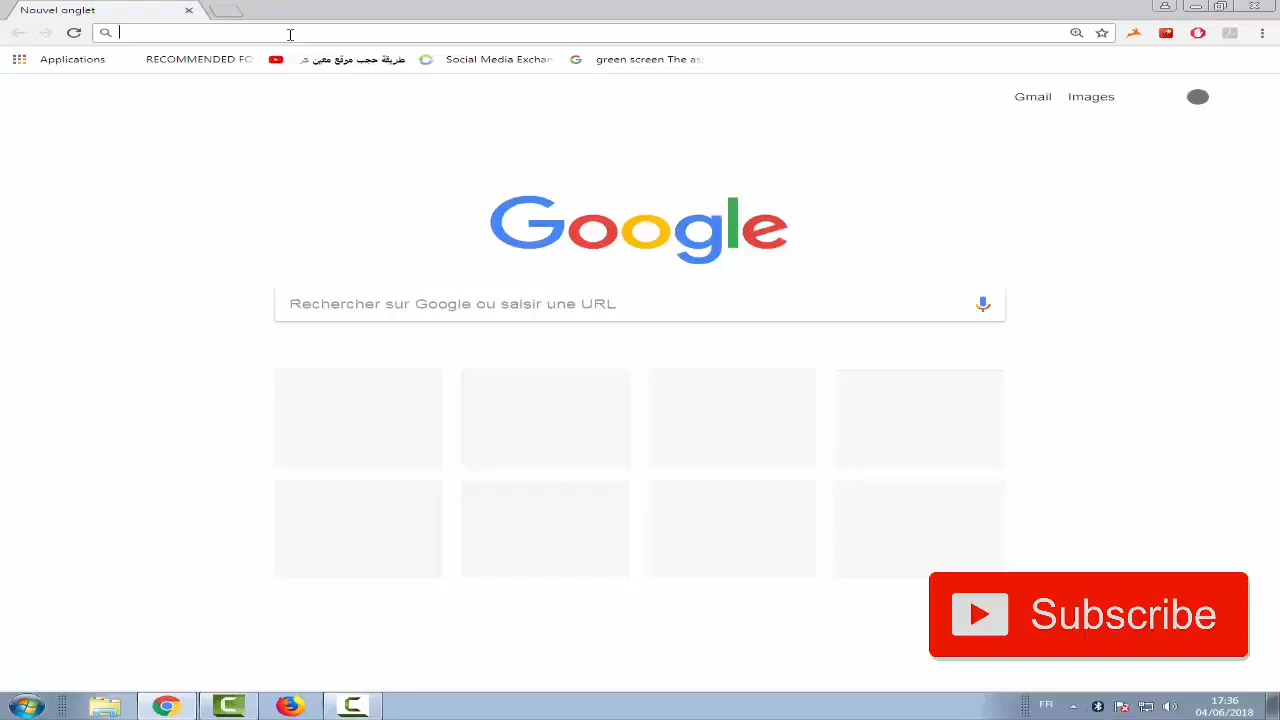 Nouvel onglet
Applications
RECOMMENDED FO
طريقة حجب موقع معين
Social Media Exchan
green screen The as
Gmail Images
Google
Rechercher sur Google ou saisir une URL
Subscribe
FR
17:36
04/06/2018